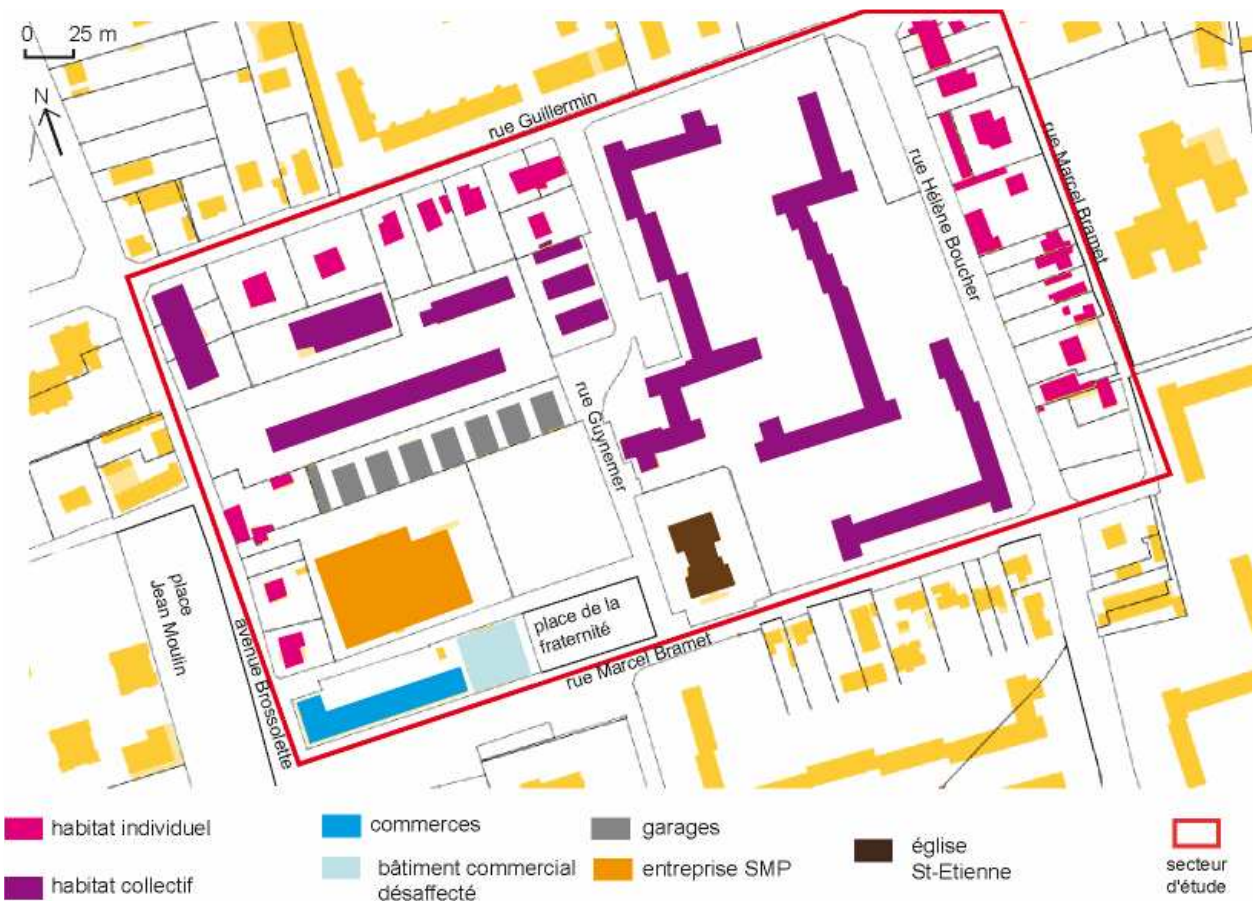 0 25 m
N
rue Guillermin
rue Marcel Bramet
rue Hélène Boucher
rue Guynemer
place
Jean Moulin
avenue Brossolette
place de la
fraternité
rue Marcel Bramet
habitat individuel
commerces
garages
église
St-Etienne
secteur
d'étude
habitat collectif
bâtiment commercial
désaffecté
entreprise SMP